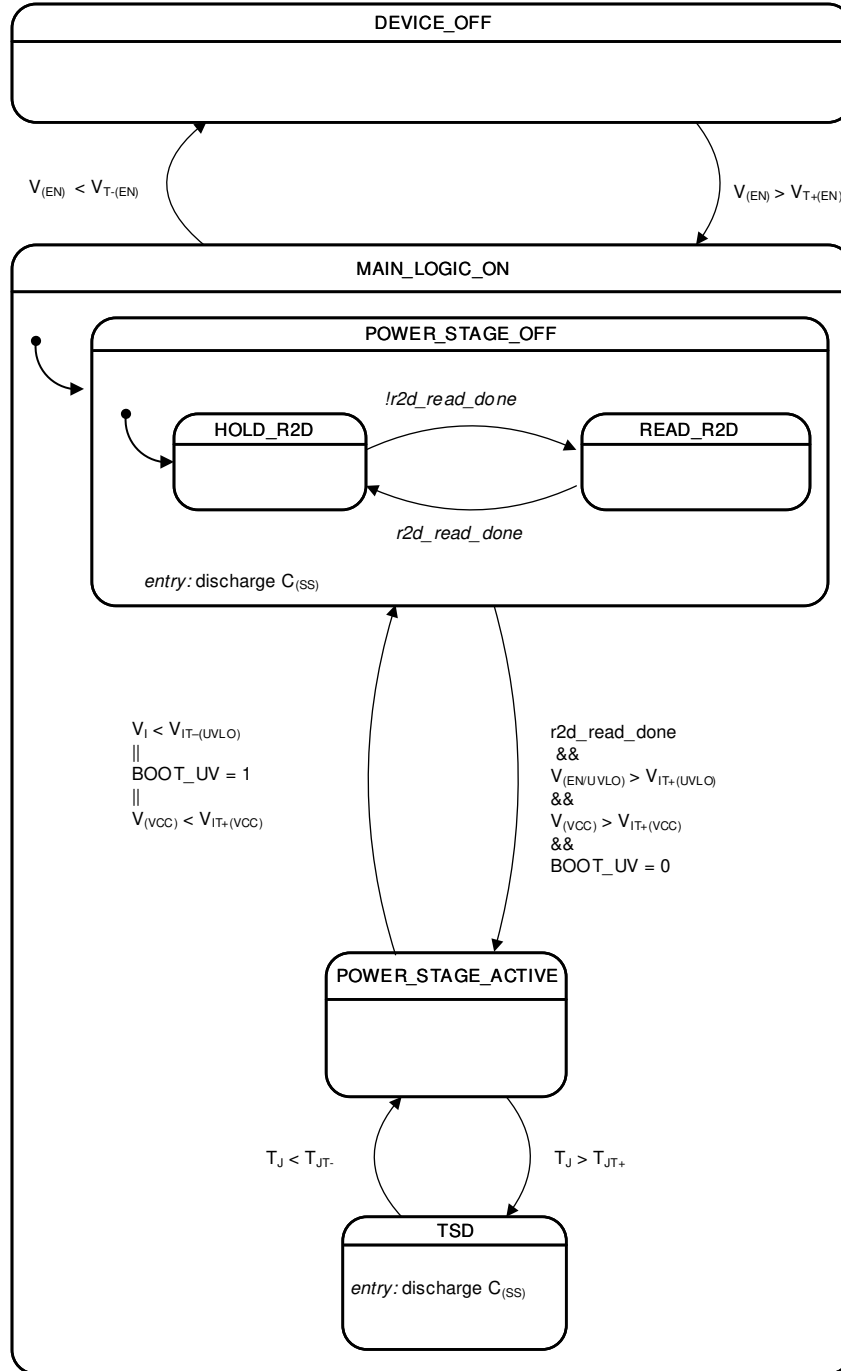 DEVICE_OFF
V(EN) < VT-(EN)
V(EN) > VT+(EN)
MAIN_LOGIC_ON
POWER_STAGE_OFF
!r2d_read_done
HOLD_R2D
READ_R2D
r2d_read_done
entry: discharge C(SS)
VI < VIT–(UVLO)
||
BOOT_UV = 1
||
V(VCC) < VIT+(VCC)
r2d_read_done
&&
V(EN/UVLO) > VIT+(UVLO)
&&
V(VCC) > VIT+(VCC)
&&
BOOT_UV = 0
POWER_STAGE_ACTIVE
TJ < TJT-
TJ > TJT+
TSD
entry: discharge C(SS)